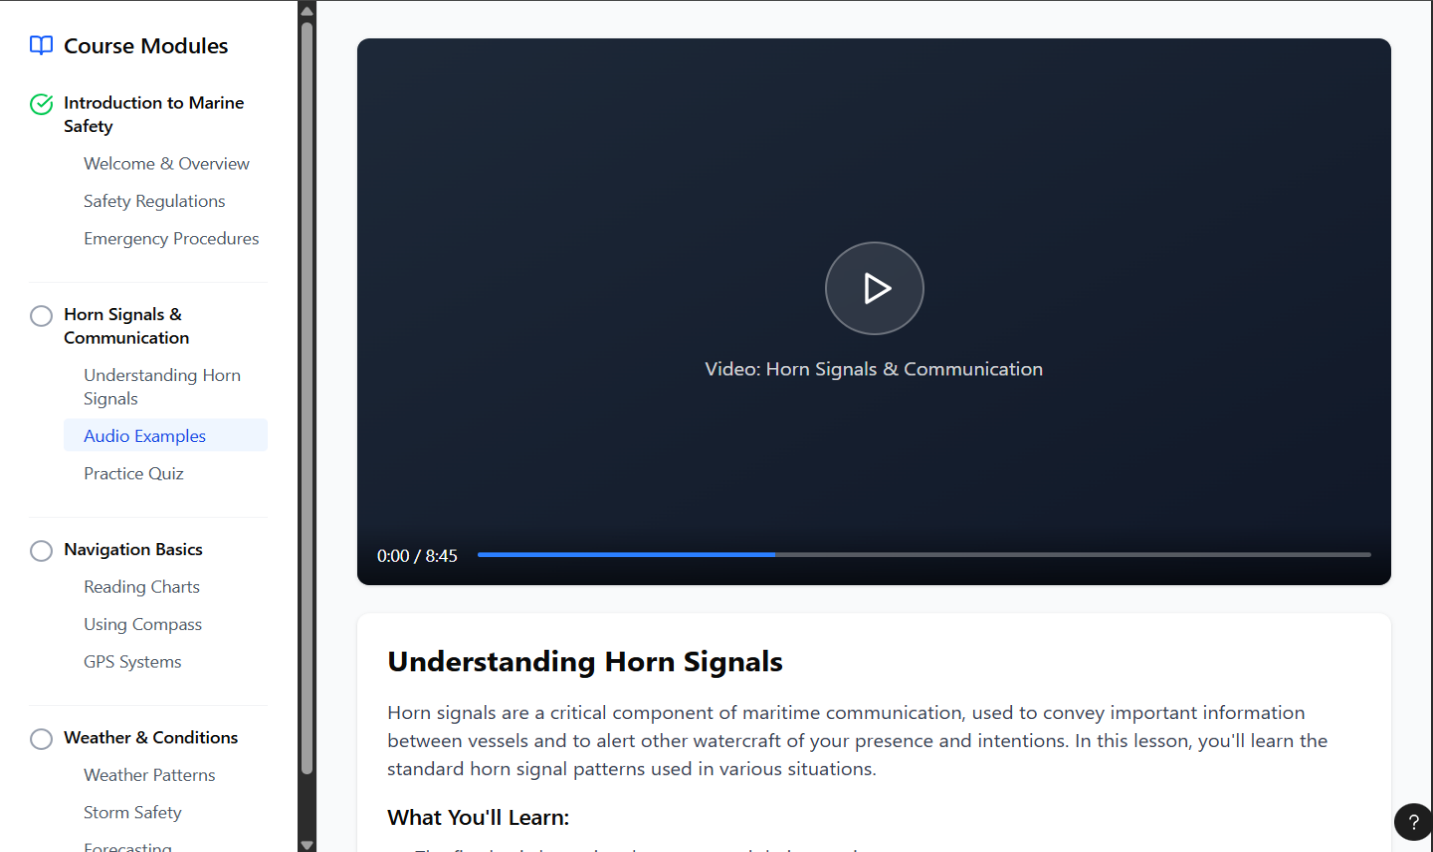 Course Modules
Introduction to Marine
Safety
Welcome & Overview
Safety Regulations
Emergency Procedures
Horn Signals &
Communication
Understanding Horn
Signals
Audio Examples
Practice Quiz
Navigation Basics
Reading Charts
Using Compass
GPS Systems
Weather & Conditions
Weather Patterns
Storm Safety
Forecasting
Video: Horn Signals & Communication
0:00 / 8:45
Understanding Horn Signals
Horn signals are a critical component of maritime communication, used to convey important information
between vessels and to alert other watercraft of your presence and intentions. In this lesson, you'll learn the
standard horn signal patterns used in various situations.
What You'll Learn:
?